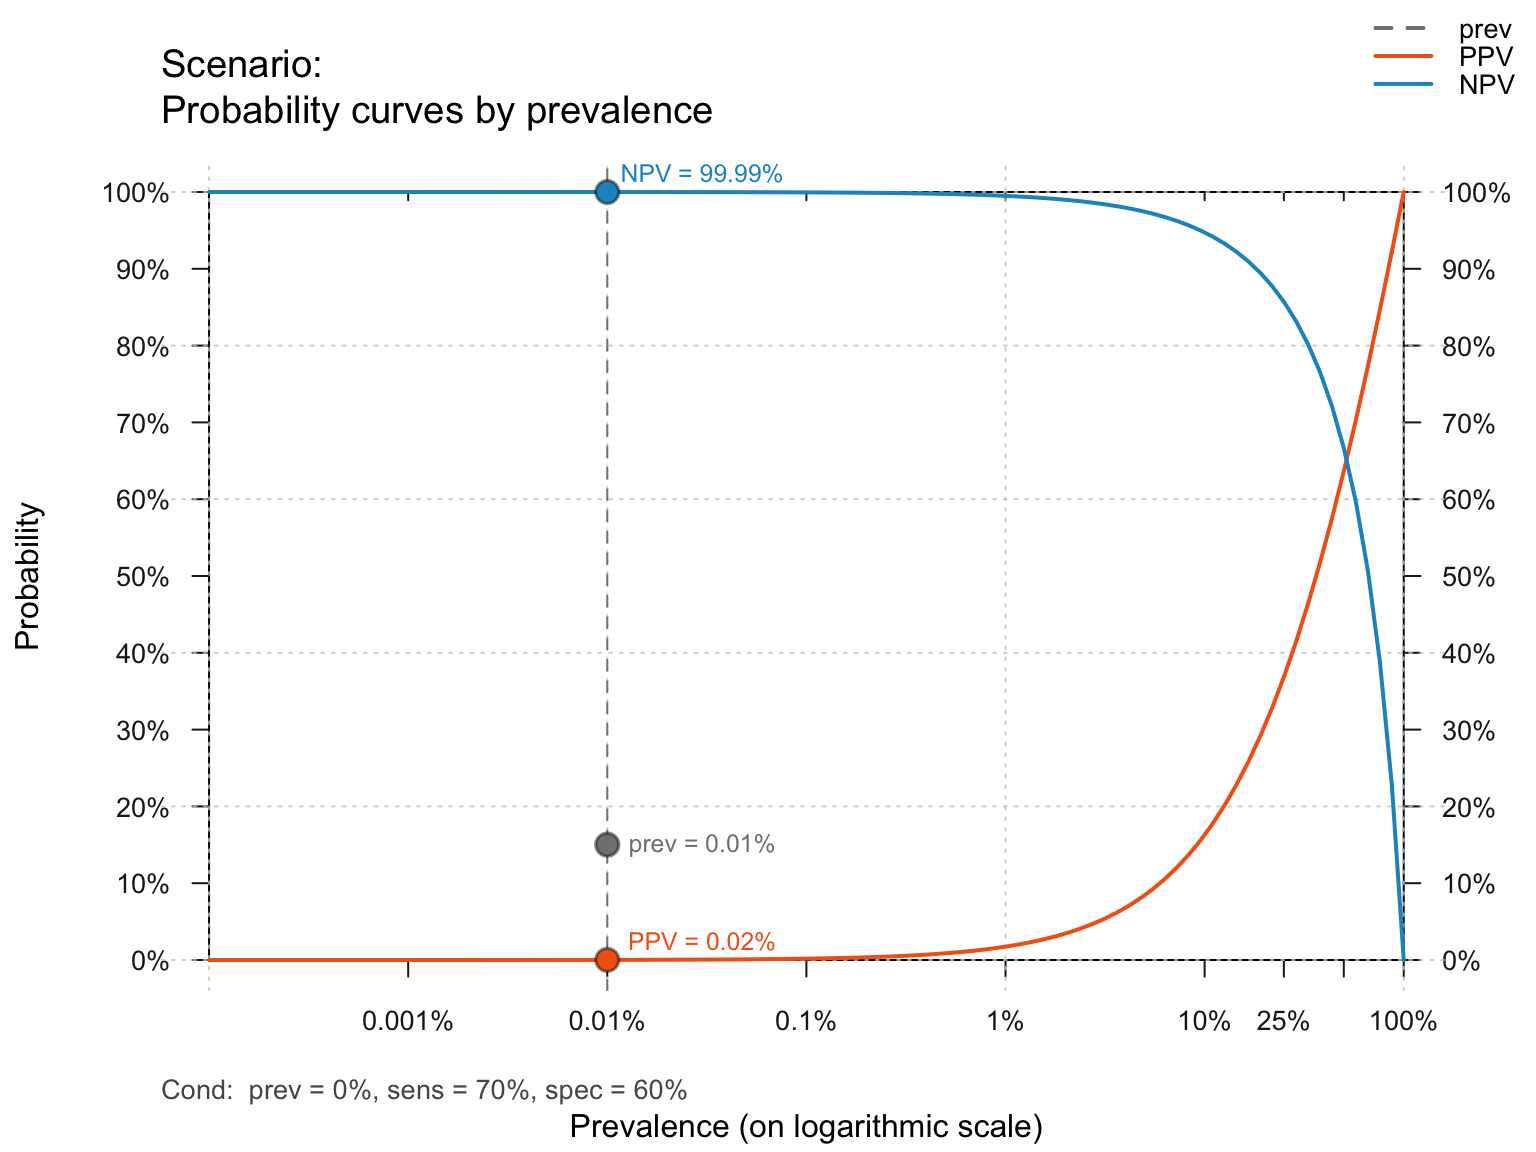 prev
PPV
NPV
Scenario:
Probability curves by prevalence
NPV = 99.99%
100% 100%
90% 90%
80% 80%
70% 70%
60% 60%
50% 50%
40% 40%
30% 30%
20% 20%
prev = 0.01%
10% 10%
PPV = 0.02%
0% 0%
Probability
0.001% 0.01% 0.1% 1% 10% 25% 100%
Cond:  prev = 0%, sens = 70%, spec = 60%
Prevalence (on logarithmic scale)